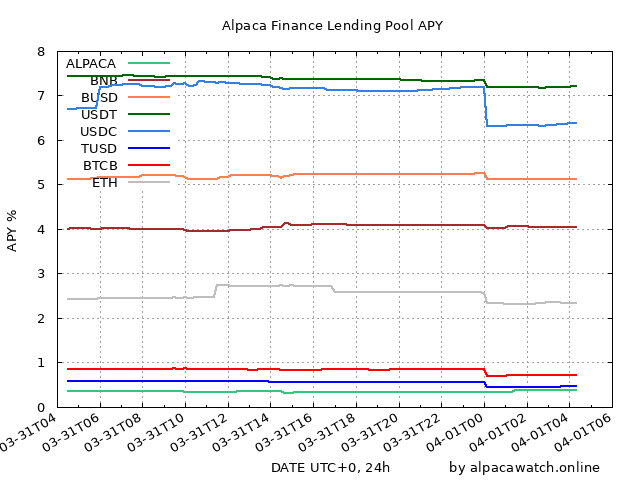 Alpaca Finance Lending Pool APY
8
7
6
5
4
3
2
1
0
APY %
ALPACA
BNB
BUSD
USDT
USDC
TUSD
BTCB
ETH
03-31T04
03-31T06
03-31T08
03-31T10
03-31T12
03-31T14
03-31T16
03-31T18
03-31T20
03-31T22
04-01T00
04-01T02
04-01T04
04-01T06
DATE UTC+0, 24h
by alpacawatch.online